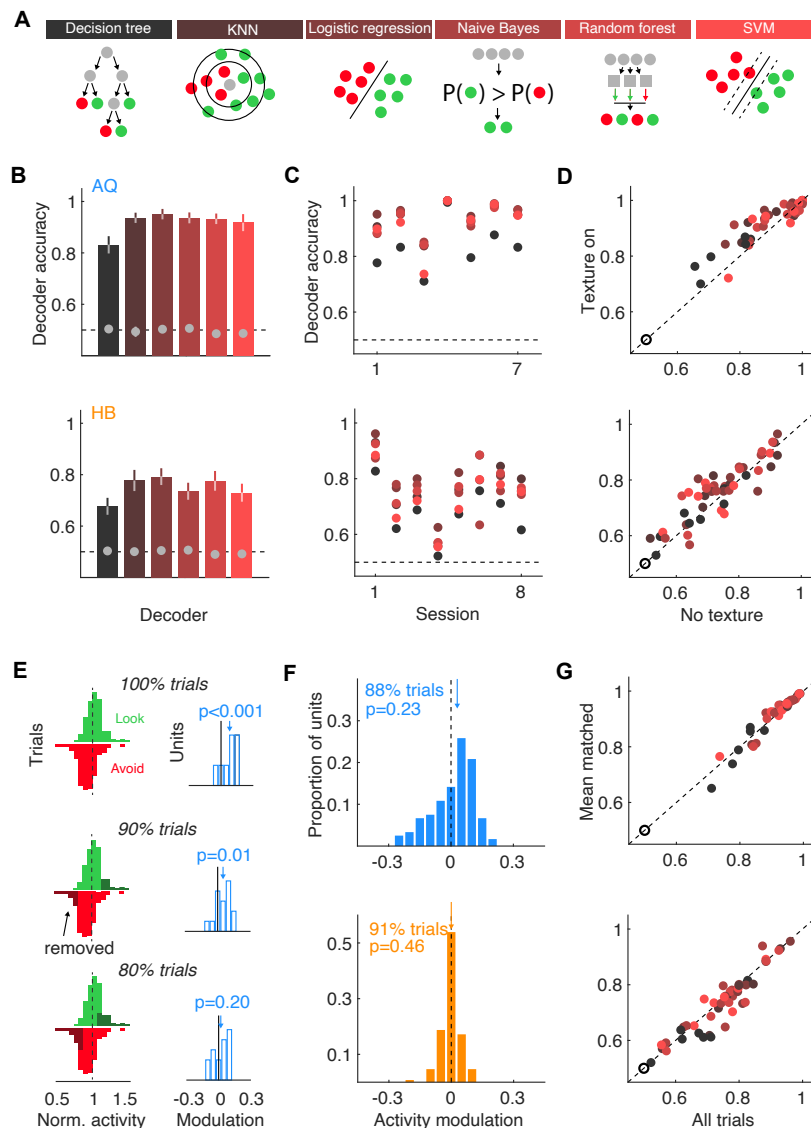 A
Decision tree
KNN
Logistic regression
Naive Bayes
Random forest
SVM
P( ) > P( )
B
AQ
Decoder accuracy
1
0.8
0.6
HB
1
0.8
0.6
Decoder
C
Decoder accuracy
1
0.8
0.6
1
7
1
0.8
0.6
1
8
Session
D
Texture on
1
0.8
0.6
0.6
0.8
1
1
0.8
0.6
0.6
0.8
1
No texture
E
100% trials
Trials
Look
Avoid
Units
p<0.001
90% trials
removed
p=0.01
80% trials
p=0.20
0.5
1
1.5
Norm. activity
-0.3
0
0.3
Modulation
F
88% trials
p=0.23
Proportion of units
0.3
0.2
0.1
-0.3
0
0.3
91% trials
p=0.46
0.5
0.3
0.1
-0.3
0
0.3
Activity modulation
G
Mean matched
1
0.8
0.6
0.6
0.8
1
1
0.8
0.6
0.6
0.8
1
All trials